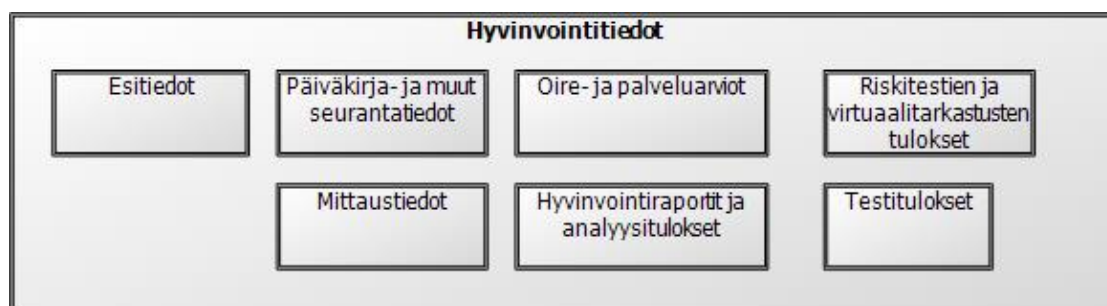 Hyvinvointitiedot
Esitiedot
Päiväkirja- ja muut
seurantatiedot
Oire- ja palveluarviot
Riskitestien ja
virtuaalitarkastusten
tulokset
Mittaustiedot
Hyvinvointiraportit ja
analyysitulokset
Testitulokset